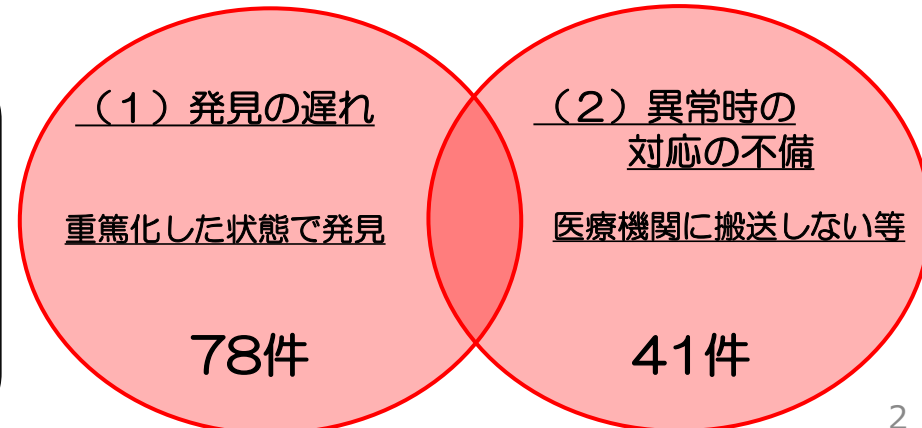 （１）発見の遅れ
重篤化した状態で発見
78件
（２）異常時の
対応の不備
医療機関に搬送しない等
41件
2